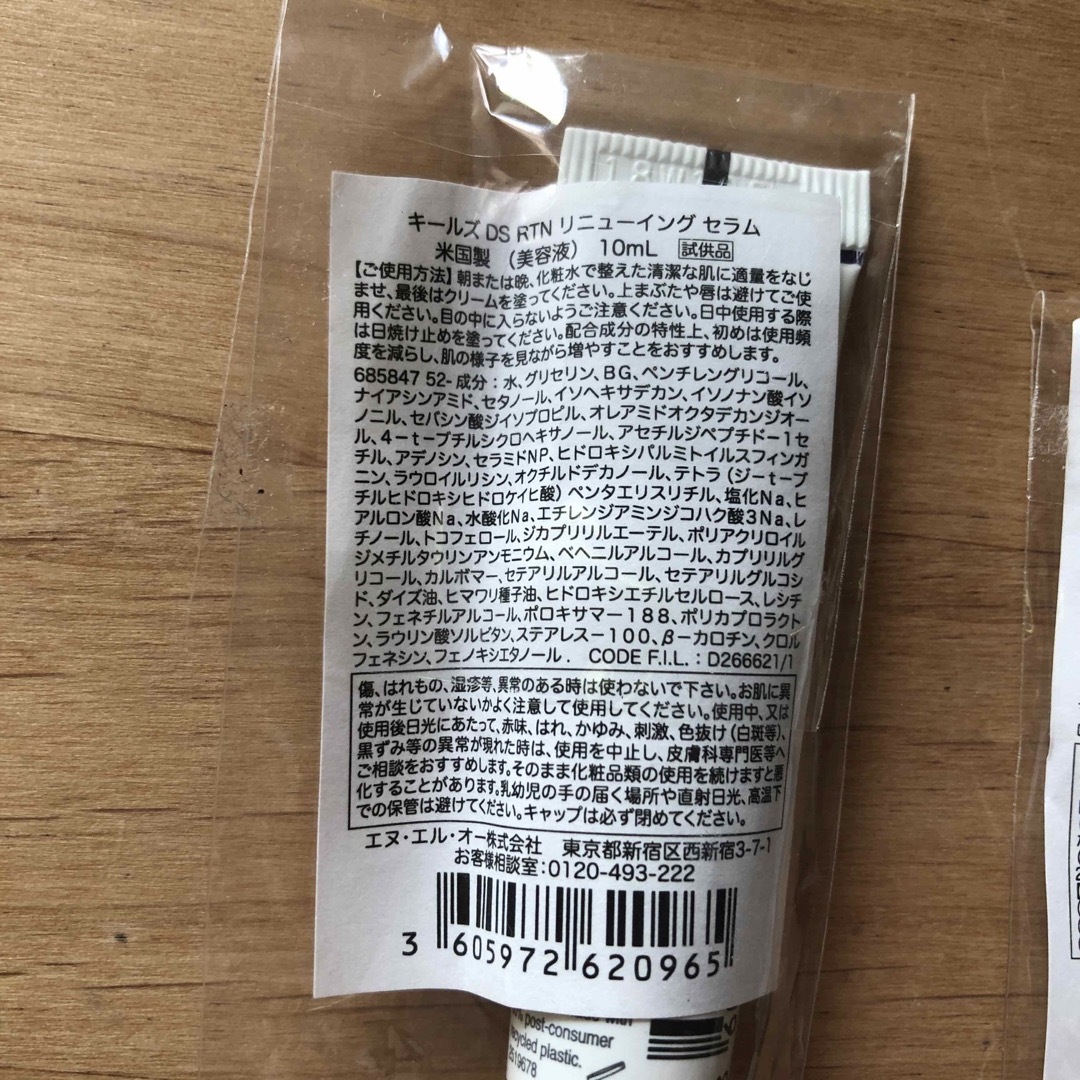 キールズ DS RTN リニューイング セラム
米国製 （美容液） 10mL 試供品
【ご使用方法】朝または晩、化粧水で整えた清潔な肌に適量をなじ
ませ、最後はクリームを塗ってください。上まぶたや唇は避けてご使
用ください。目の中に入らないようご注意ください。日中使用する際
は日焼け止めを塗ってください。配合成分の特性上、初めは使用頻
度を減らし、肌の様子を見ながら増やすことをおすすめします。
685847 52-成分：水、グリセリン、BG、ペンチレングリコール、
ナイアシンアミド、セタノール、イソヘキサデカン、イソノナン酸イソ
ノニル、セバシン酸ジイソプロピル、オレアミドオクタデカンジオー
ル、4－t－ブチルシクロヘキサノール、アセチルジペプチド－1セ
チル、アデノシン、セラミドNP、ヒドロキシパルミトイルスフィンガ
ニン、ラウロイルリシン、オクチルドデカノール、テトラ（ジ－t－ブ
チルヒドロキシヒドロケイヒ酸）ペンタエリスリチル、塩化Na、ヒ
アルロン酸Na、水酸化Na、エチレンジアミンジコハク酸3Na、レ
チノール、トコフェロール、ジカプリリルエーテル、ポリアクリロイル
ジメチルタウリンアンモニウム、ベヘニルアルコール、カプリリルグ
リコール、カルボマー、セテアリルアルコール、セテアリルグルコシ
ド、ダイズ油、ヒマワリ種子油、ヒドロキシエチルセルロース、レシチ
ン、フェネチルアルコール、ポロキサマー188、ポリカプロラクト
ン、ラウリン酸ソルビタン、ステアレス－100、β－カロチン、クロル
フェネシン、フェノキシエタノール． CODE F.I.L.：D266621/1
傷、はれもの、湿疹等、異常のある時は使わないで下さい。お肌に異
常が生じていないかよく注意して使用してください。使用中、又は
使用後日光にあたって、赤味、はれ、かゆみ、刺激、色抜け（白斑等）、
黒ずみ等の異常が現れた時は、使用を中止し、皮膚科専門医等へ
ご相談をおすすめします。そのまま化粧品類の使用を続けますと悪
化することがあります。乳幼児の手の届く場所や直射日光、高温下
での保管は避けてください。キャップは必ず閉めてください。
エヌ・エル・オー株式会社 東京都新宿区西新宿3-7-1
お客様相談室：0120-493-222
3 605972 620965
% post-consumer
recycled plastic.
2519678